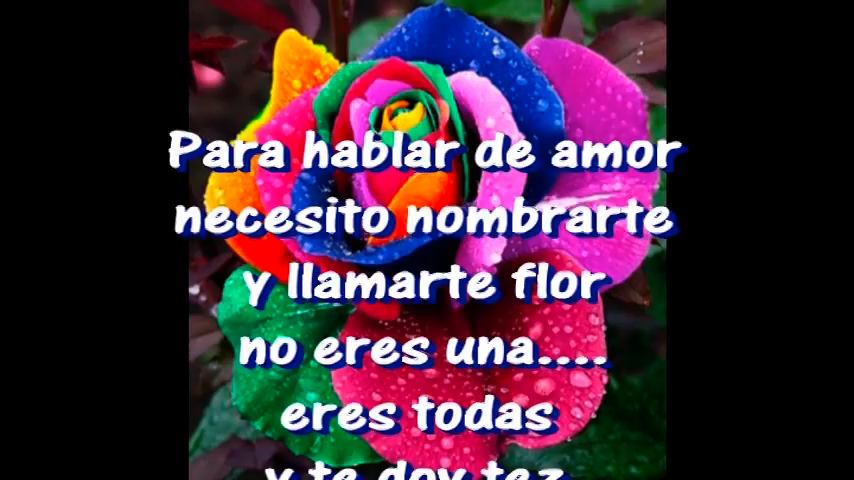 Para hablar de amor
necesito nombrarte
y llamarte flor
no eres una....
eres todas
y te doy tez